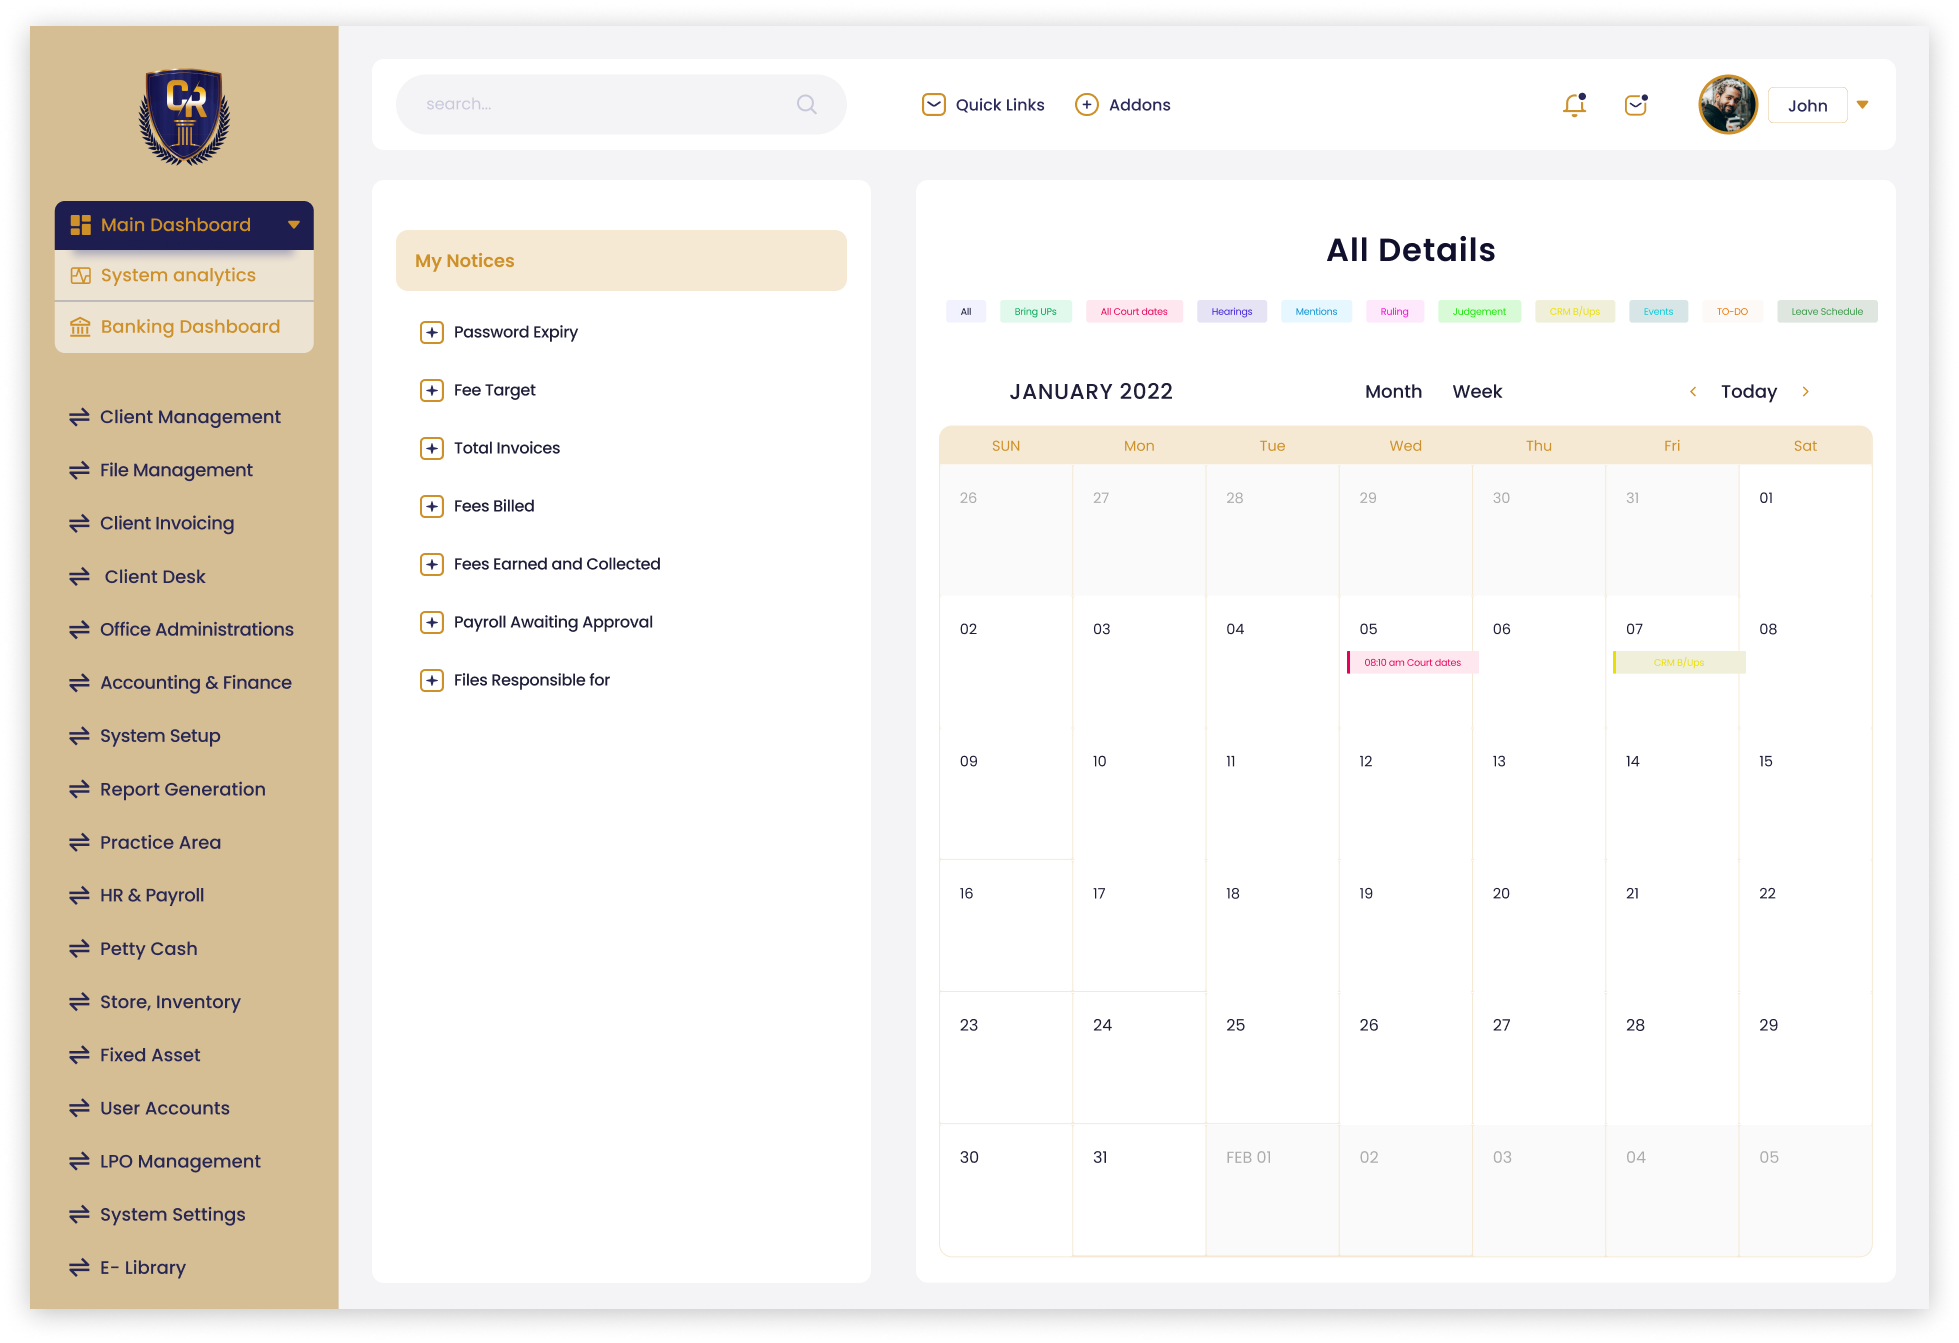 CR
Main Dashboard
System analytics
Banking Dashboard
Client Management
File Management
Client Invoicing
Client Desk
Office Administrations
Accounting & Finance
System Setup
Report Generation
Practice Area
HR & Payroll
Petty Cash
Store, Inventory
Fixed Asset
User Accounts
LPO Management
System Settings
E- Library
search...
Quick Links
Addons
John
My Notices
Password Expiry
Fee Target
Total Invoices
Fees Billed
Fees Earned and Collected
Payroll Awaiting Approval
Files Responsible for
All Details
All Bring UPs All Court dates Hearings Mentions Ruling Judgement CRM B/Ups Events TO-DO Leave Schedule
JANUARY 2022 Month Week Today
SUN Mon Tue Wed Thu Fri Sat
26 27 28 29 30 31 01
02 03 04 05 06 07 08
08:10 am Court dates CRM B/Ups
09 10 11 12 13 14 15
16 17 18 19 20 21 22
23 24 25 26 27 28 29
30 31 FEB 01 02 03 04 05